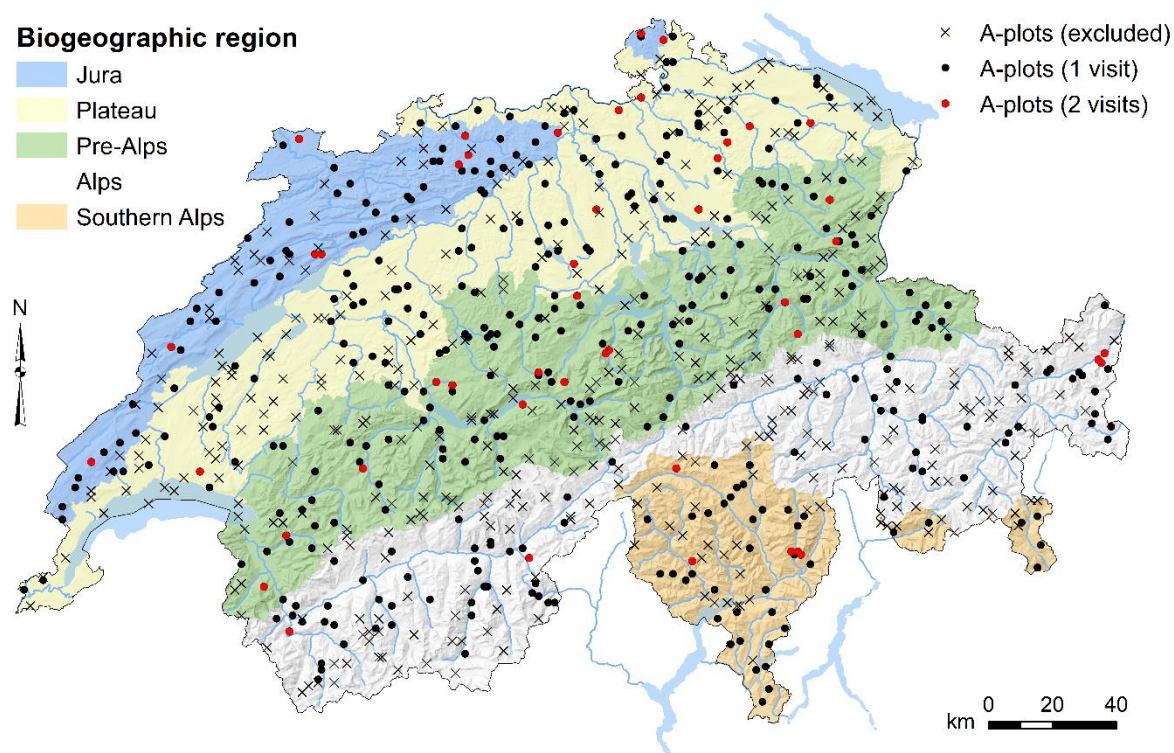 Biogeographic region
Jura
Plateau
Pre-Alps
Alps
Southern Alps
A-plots (excluded)
A-plots (1 visit)
A-plots (2 visits)
N
0 20 40
km